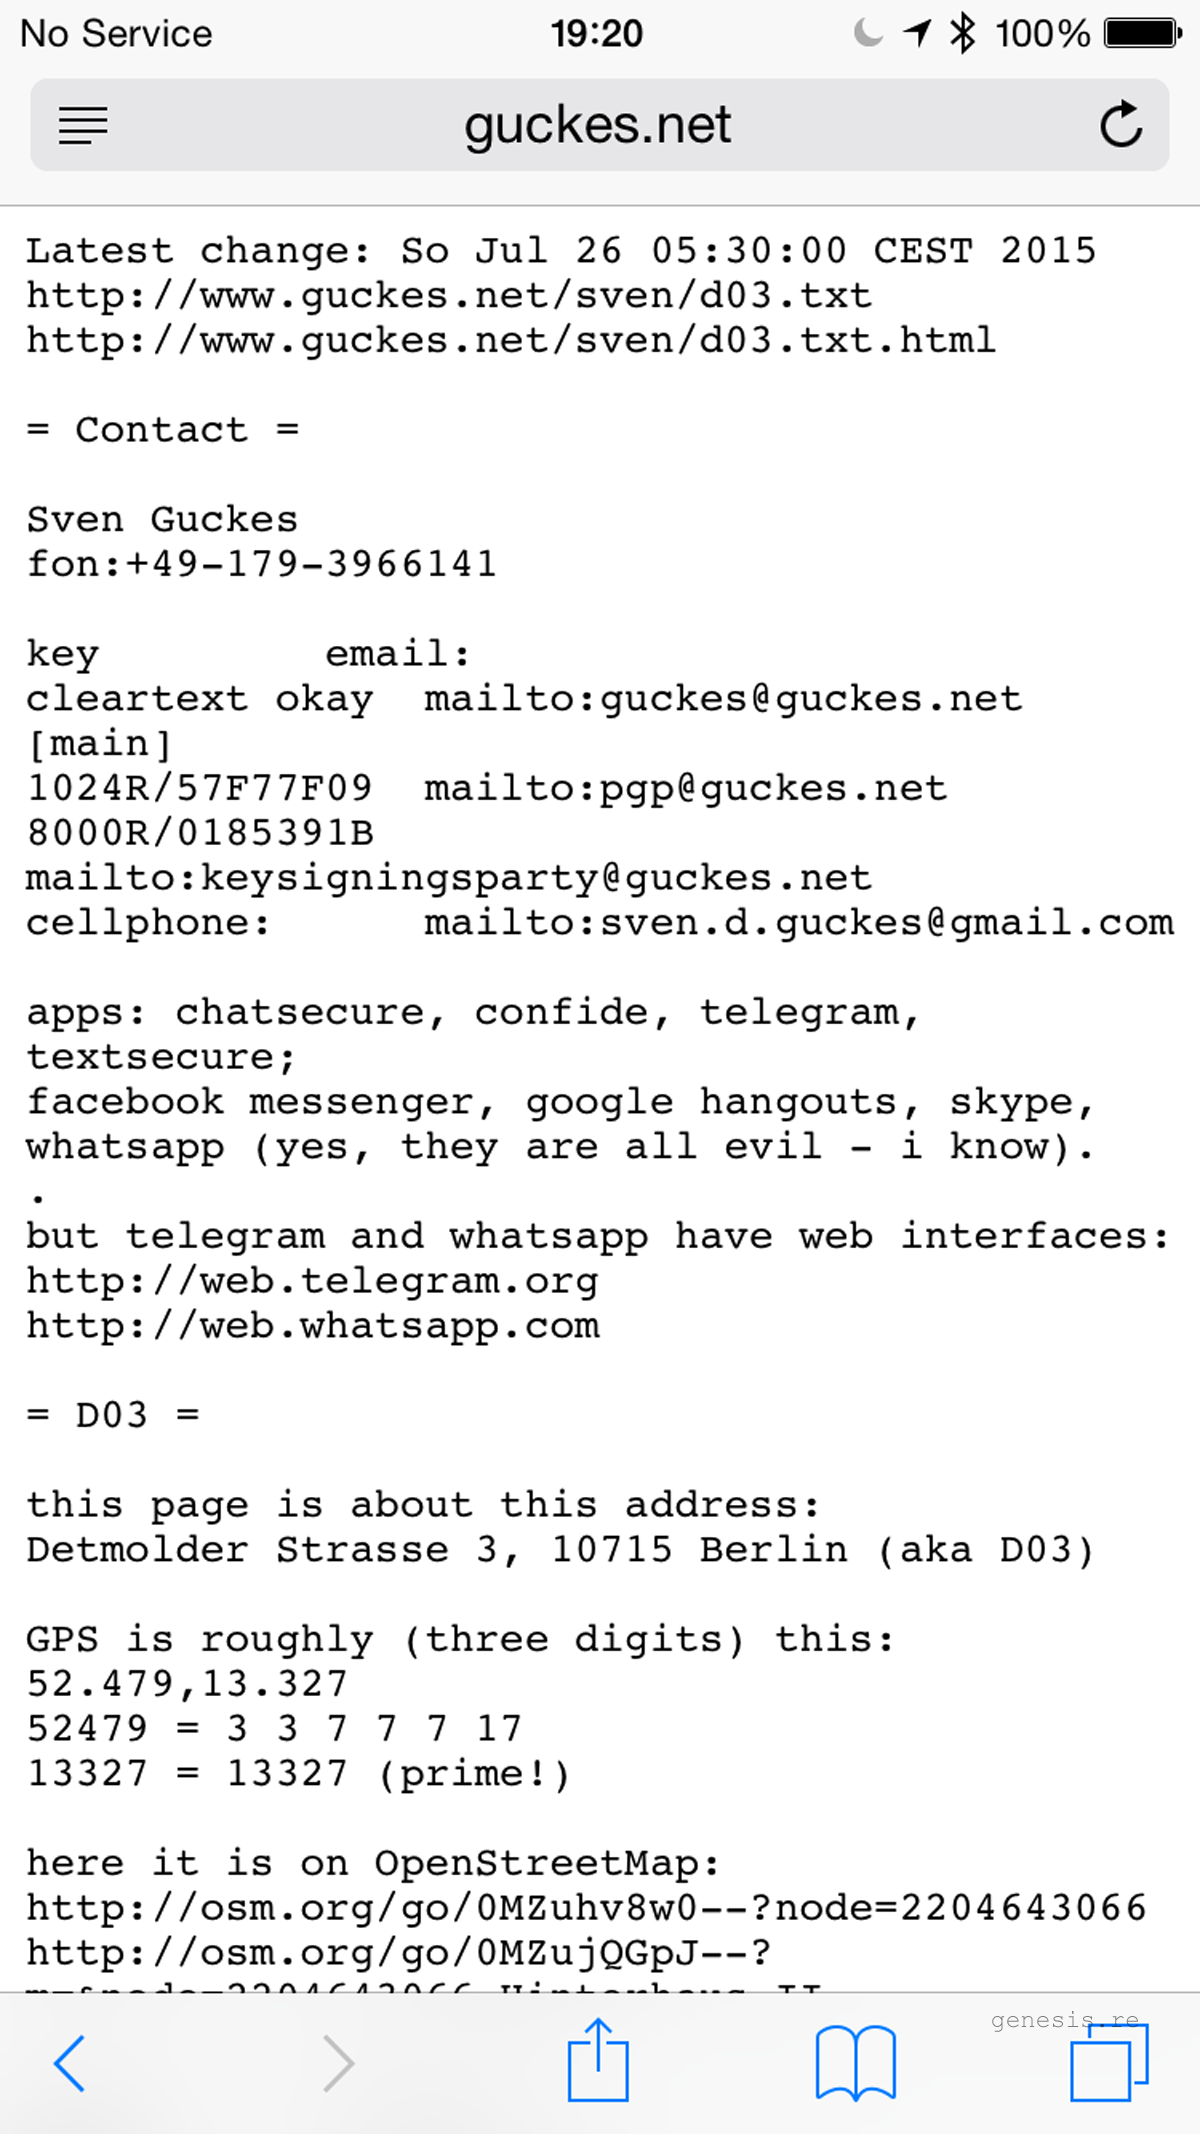 No Service 19:20 100%
guckes.net
Latest change: So Jul 26 05:30:00 CEST 2015
http://www.guckes.net/sven/d03.txt
http://www.guckes.net/sven/d03.txt.html
= Contact =
Sven Guckes
fon:+49-179-3966141
key email:
cleartext okay mailto:guckes@guckes.net
[main]
1024R/57F77F09 mailto:pgp@guckes.net
8000R/0185391B
mailto:keysigningsparty@guckes.net
cellphone: mailto:sven.d.guckes@gmail.com
apps: chatsecure, confide, telegram,
textsecure;
facebook messenger, google hangouts, skype,
whatsapp (yes, they are all evil - i know).
.
but telegram and whatsapp have web interfaces:
http://web.telegram.org
http://web.whatsapp.com
= D03 =
this page is about this address:
Detmolder Strasse 3, 10715 Berlin (aka D03)
GPS is roughly (three digits) this:
52.479,13.327
52479 = 3 3 7 7 7 17
13327 = 13327 (prime!)
here it is on OpenStreetMap:
http://osm.org/go/0MZuhv8w0--?node=2204643066
http://osm.org/go/0MZujQGpJ--?
m=&node=2204643066 Hinterhaus II
genesis.re